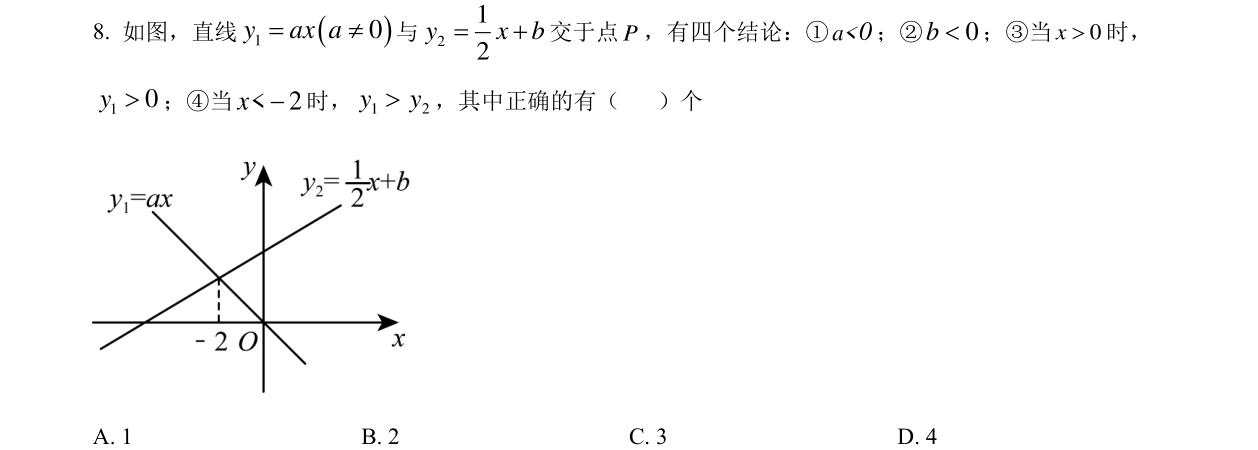 8. 如图，直线 y₁ = ax(a ≠ 0) 与 y₂ = 1/2 x + b 交于点 P，有四个结论：①a<0；②b < 0；③当 x > 0 时，
y₁ > 0；④当 x< – 2 时， y₁ > y₂，其中正确的有（ ）个
y
y₂= 1/2 x+b
y₁=ax
- 2 O x
A. 1 B. 2 C. 3 D. 4